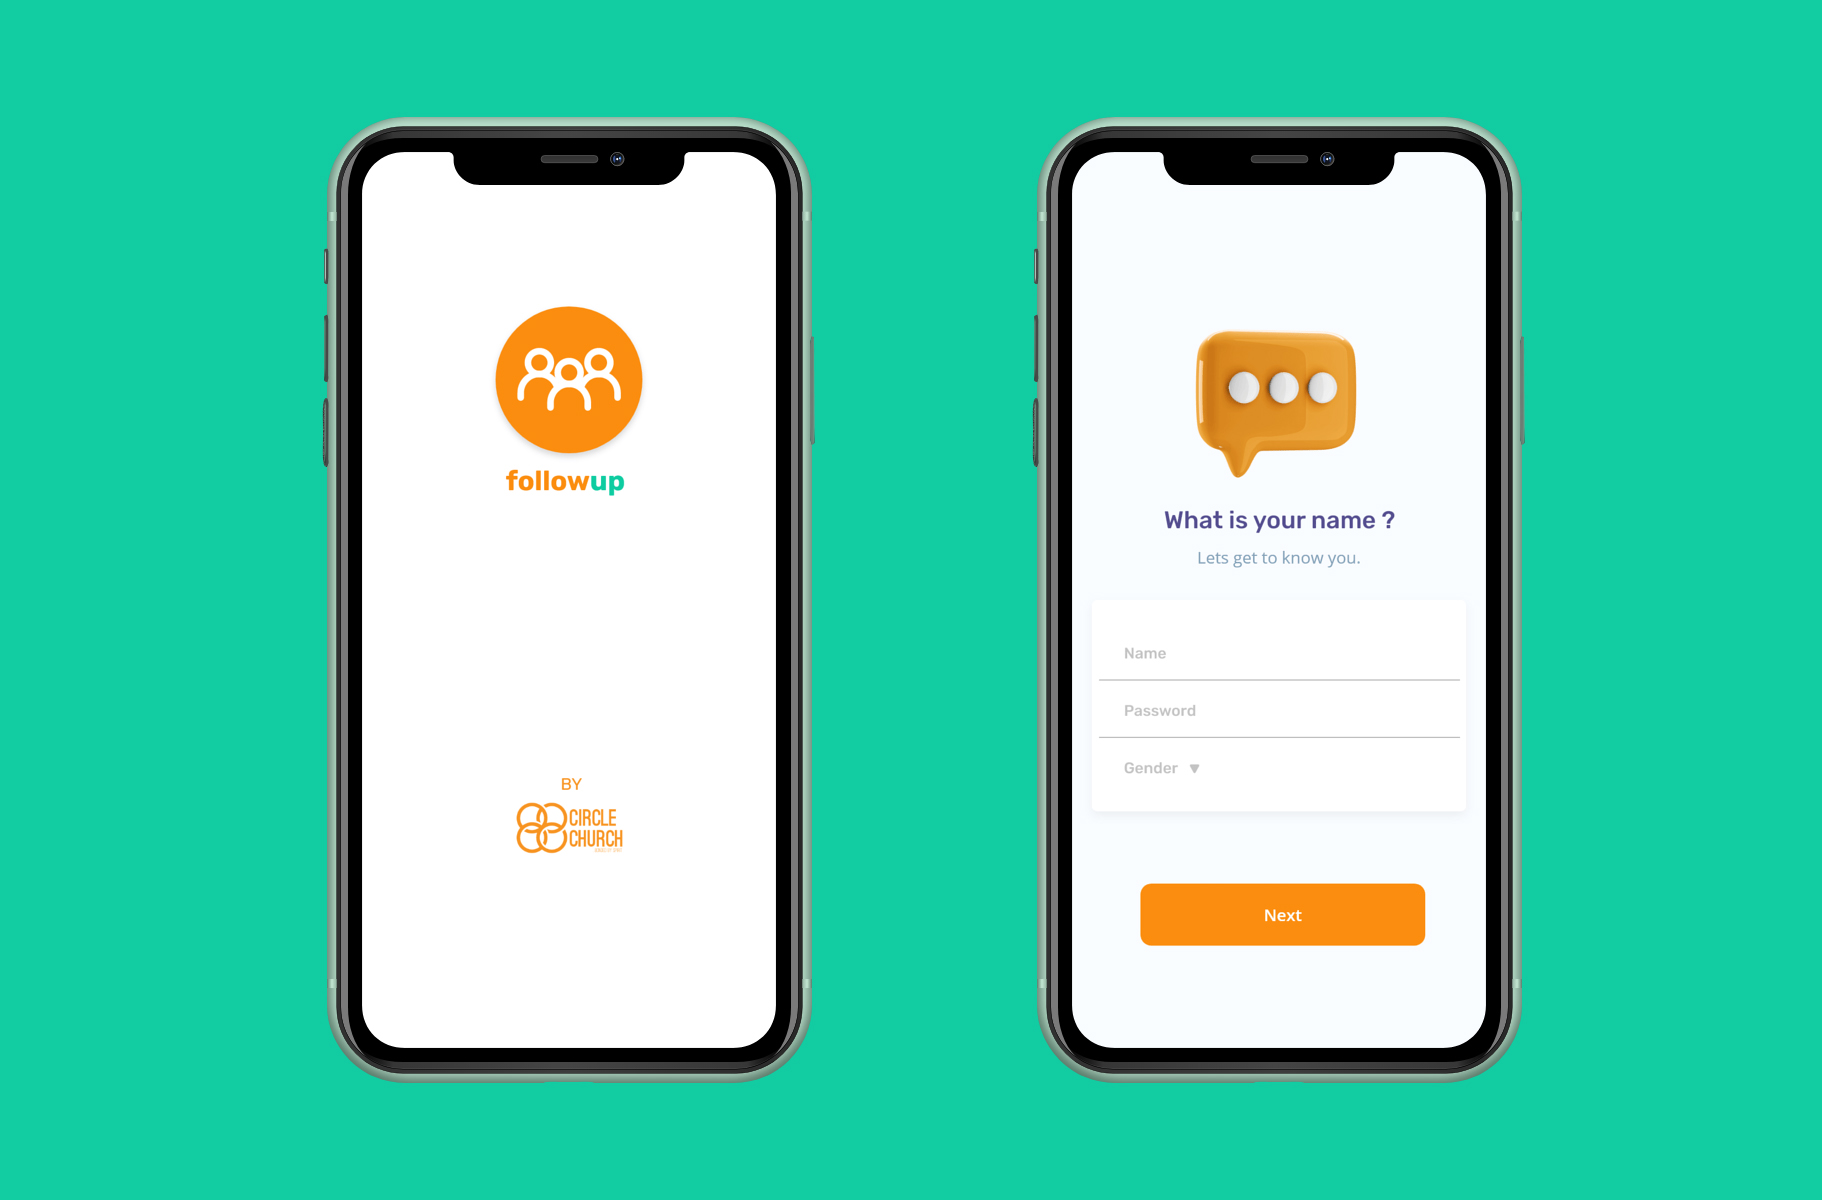 followup
BY
CIRCLE
CHURCH
What is your name ?
Lets get to know you.
Name
Password
Gender
Next